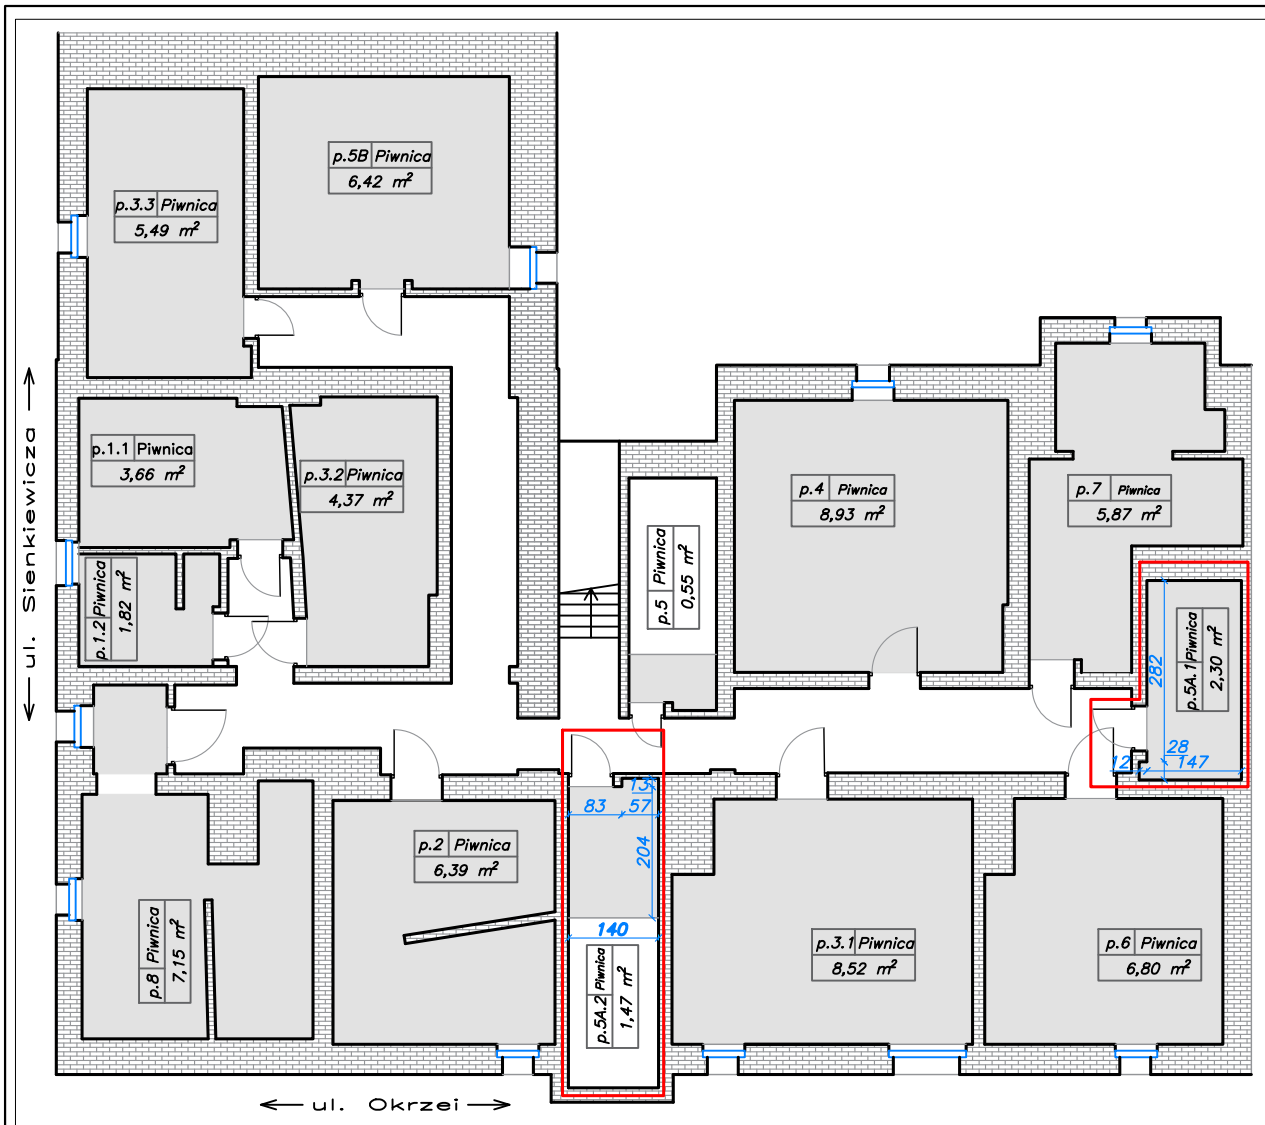 p.5B Piwnica
6,42 m²
p.3.3 Piwnica
5,49 m²
p.1.1 Piwnica
3,66 m²
p.3.2 Piwnica
4,37 m²
p.4 Piwnica
8,93 m²
p.7 Piwnica
5,87 m²
p.5 Piwnica
0,55 m²
p.1.2 Piwnica
1,82 m²
p.5A.1 Piwnica
2,30 m²
282
28
12
147
ul. Sienkiewicza
13
83
57
204
140
p.2 Piwnica
6,39 m²
p.8 Piwnica
7,15 m²
p.5A.2 Piwnica
1,47 m²
p.3.1 Piwnica
8,52 m²
p.6 Piwnica
6,80 m²
ul. Okrzei